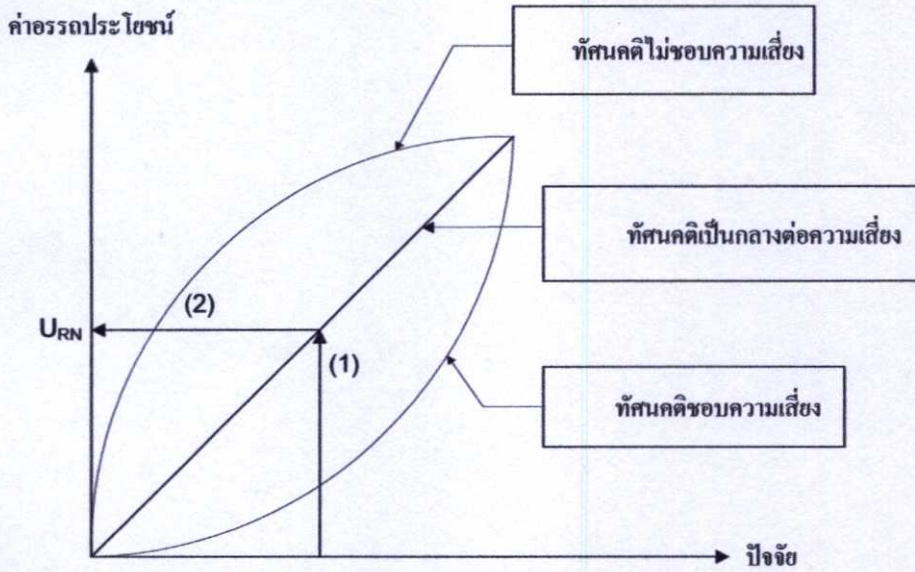 ค่าอรรถประโยชน์
ทัศนคติไม่ชอบความเสี่ยง
ทัศนคติเป็นกลางต่อความเสี่ยง
(2)
U_RN
(1)
ทัศนคติชอบความเสี่ยง
ปัจจัย